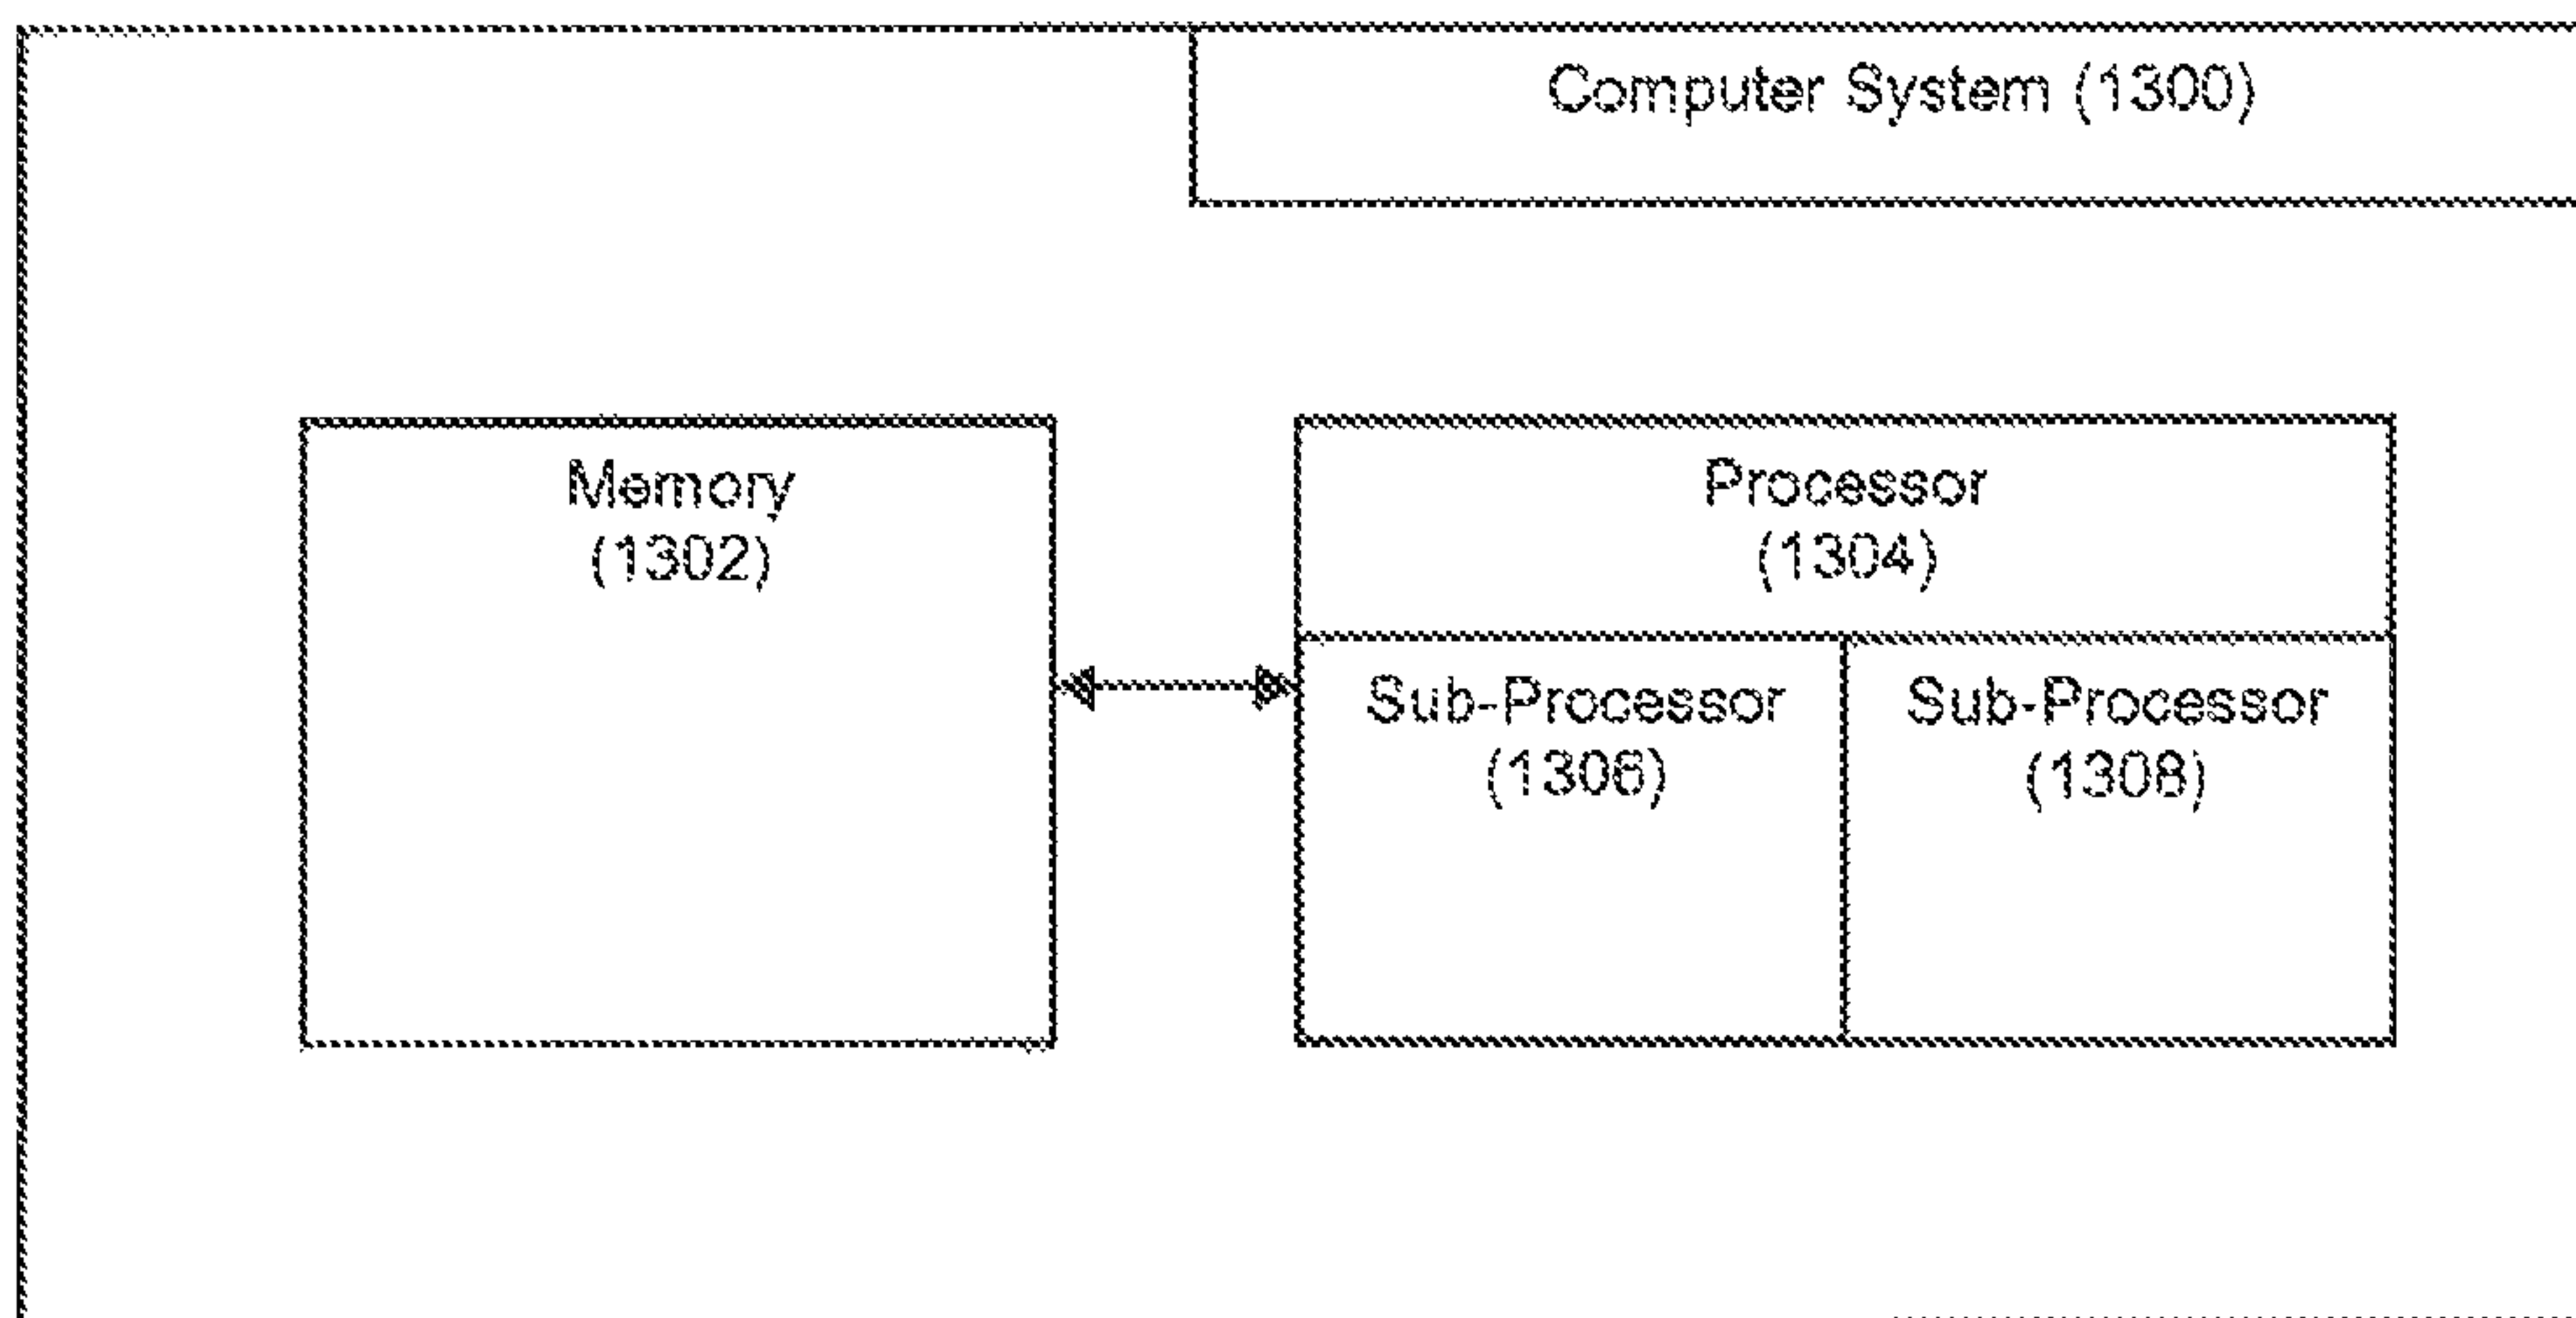 Computer System (1300)
Memory
(1302)
Processor
(1304)
Sub-Processor
(1306)
Sub-Processor
(1308)